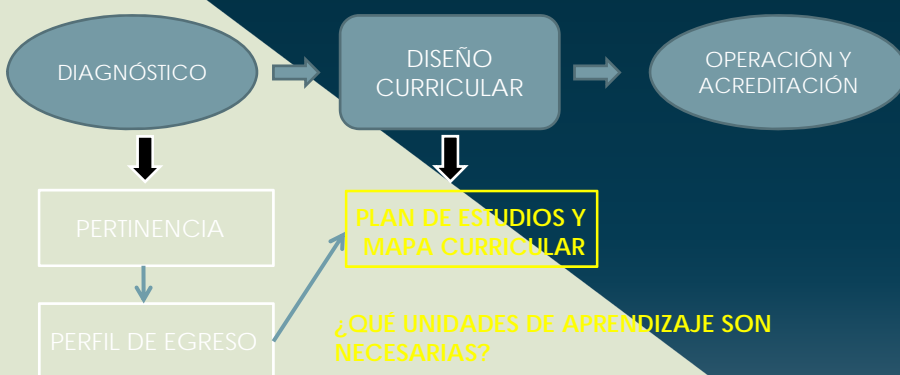 DIAGNÓSTICO
DISEÑO
CURRICULAR
OPERACIÓN Y
ACREDITACIÓN
PERTINENCIA
PLAN DE ESTUDIOS Y
MAPA CURRICULAR
PERFIL DE EGRESO
¿QUÉ UNIDADES DE APRENDIZAJE SON
NECESARIAS?